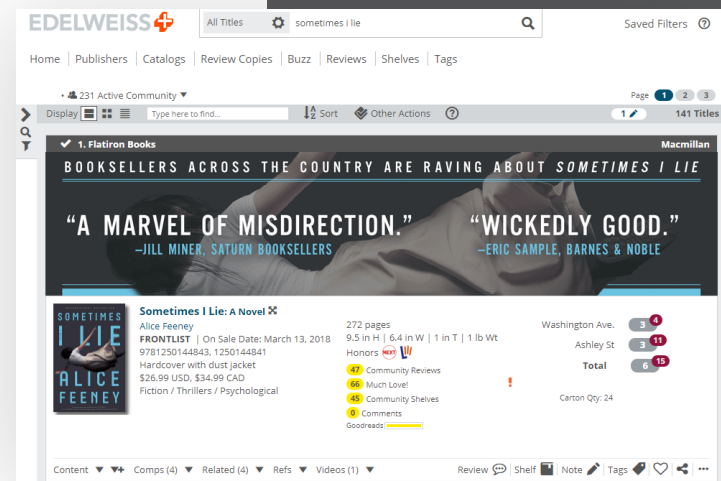 EDELWEISS
All Titles sometimes i lie Saved Filters ?
Home Publishers Catalogs Review Copies Buzz Reviews Shelves Tags
• 231 Active Community ▼ Page 1 2 3
Display Type here to find... Sort Other Actions ? 1 141 Titles
1. Flatiron Books Macmillan
BOOKSELLERS ACROSS THE COUNTRY ARE RAVING ABOUT SOMETIMES I LIE
“A MARVEL OF MISDIRECTION.” “WICKEDLY GOOD.”
–JILL MINER, SATURN BOOKSELLERS –ERIC SAMPLE, BARNES & NOBLE
SOMETIMES
I LIE
ALICE
FEENEY
Sometimes I Lie: A Novel
Alice Feeney
FRONTLIST | On Sale Date: March 13, 2018
9781250144843, 1250144841
Hardcover with dust jacket
$26.99 USD, $34.99 CAD
Fiction / Thrillers / Psychological
272 pages
9.5 in H | 6.4 in W | 1 in T | 1 lb Wt
Honors NEXT
47 Community Reviews
66 Much Love!
45 Community Shelves
0 Comments
Goodreads
!
Washington Ave. 3 4
Ashley St 3 11
Total 6 15
Carton Qty: 24
Content ▼ ▼+ Comps (4) ▼ Related (4) ▼ Refs ▼ Videos (1) ▼ Review Shelf Note Tags ...